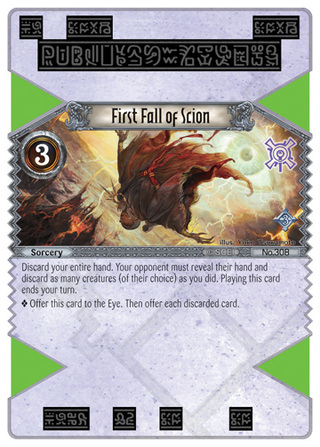 First Fall of Scion
3
Sorcery
No.308
Discard your entire hand. Your opponent must reveal their hand and
discard as many creatures (of their choice) as you did. Playing this card
ends your turn.
❖ Offer this card to the Eye. Then offer each discarded card.